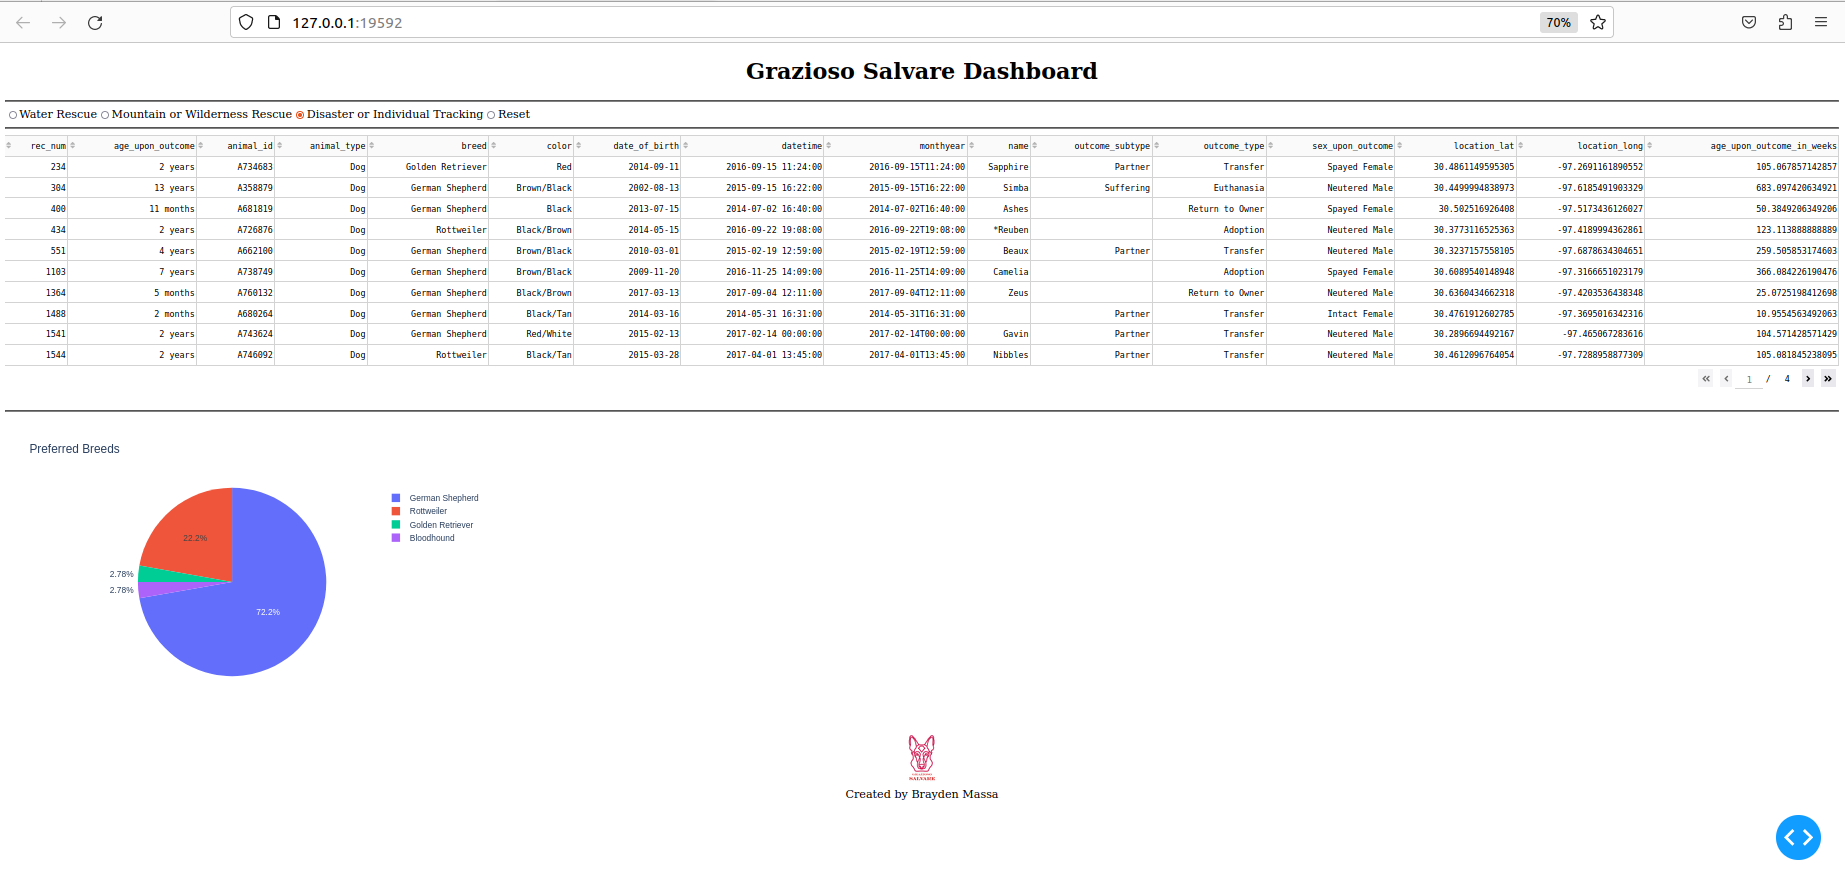 127.0.0.1:19592 70%
Grazioso Salvare Dashboard
Water Rescue Mountain or Wilderness Rescue Disaster or Individual Tracking Reset
rec_num age_upon_outcome animal_id animal_type breed color date_of_birth datetime monthyear name outcome_subtype outcome_type sex_upon_outcome location_lat location_long age_upon_outcome_in_weeks
234 2 years A734683 Dog Golden Retriever Red 2014-09-11 2016-09-15 11:24:00 2016-09-15T11:24:00 Sapphire Partner Transfer Spayed Female 30.4861149595305 -97.2691161890552 105.067857142857
304 13 years A358879 Dog German Shepherd Brown/Black 2002-08-13 2015-09-15 16:22:00 2015-09-15T16:22:00 Simba Suffering Euthanasia Neutered Male 30.4499994838973 -97.6185491903329 683.097420634921
400 11 months A681819 Dog German Shepherd Black 2013-07-15 2014-07-02 16:40:00 2014-07-02T16:40:00 Ashes Return to Owner Spayed Female 30.502516926408 -97.5173436126027 50.3849206349206
434 2 years A726876 Dog Rottweiler Black/Brown 2014-05-15 2016-09-22 19:08:00 2016-09-22T19:08:00 *Reuben Adoption Neutered Male 30.3773116525363 -97.4189994362861 123.113888888889
551 4 years A662100 Dog German Shepherd Brown/Black 2010-03-01 2015-02-19 12:59:00 2015-02-19T12:59:00 Beaux Partner Transfer Neutered Male 30.3237157558105 -97.6878634304651 259.505853174603
1103 7 years A738749 Dog German Shepherd Brown/Black 2009-11-20 2016-11-25 14:09:00 2016-11-25T14:09:00 Camelia Adoption Spayed Female 30.6089540148948 -97.3166651023179 366.084226190476
1364 5 months A760132 Dog German Shepherd Black/Brown 2017-03-13 2017-09-04 12:11:00 2017-09-04T12:11:00 Zeus Return to Owner Neutered Male 30.6360434662318 -97.4203536438348 25.0725198412698
1488 2 months A680264 Dog German Shepherd Black/Tan 2014-03-16 2014-05-31 16:31:00 2014-05-31T16:31:00 Partner Transfer Intact Female 30.4761912602785 -97.3695016342316 10.9554563492063
1541 2 years A743624 Dog German Shepherd Red/White 2015-02-13 2017-02-14 00:00:00 2017-02-14T00:00:00 Gavin Partner Transfer Neutered Male 30.2896694492167 -97.465067283616 104.571428571429
1544 2 years A746092 Dog Rottweiler Black/Tan 2015-03-28 2017-04-01 13:45:00 2017-04-01T13:45:00 Nibbles Partner Transfer Neutered Male 30.4612096764054 -97.7288958877309 105.081845238095
1 / 4
Preferred Breeds
German Shepherd
Rottweiler
Golden Retriever
Bloodhound
22.2%
2.78%
2.78%
72.2%
SALVARE
Created by Brayden Massa